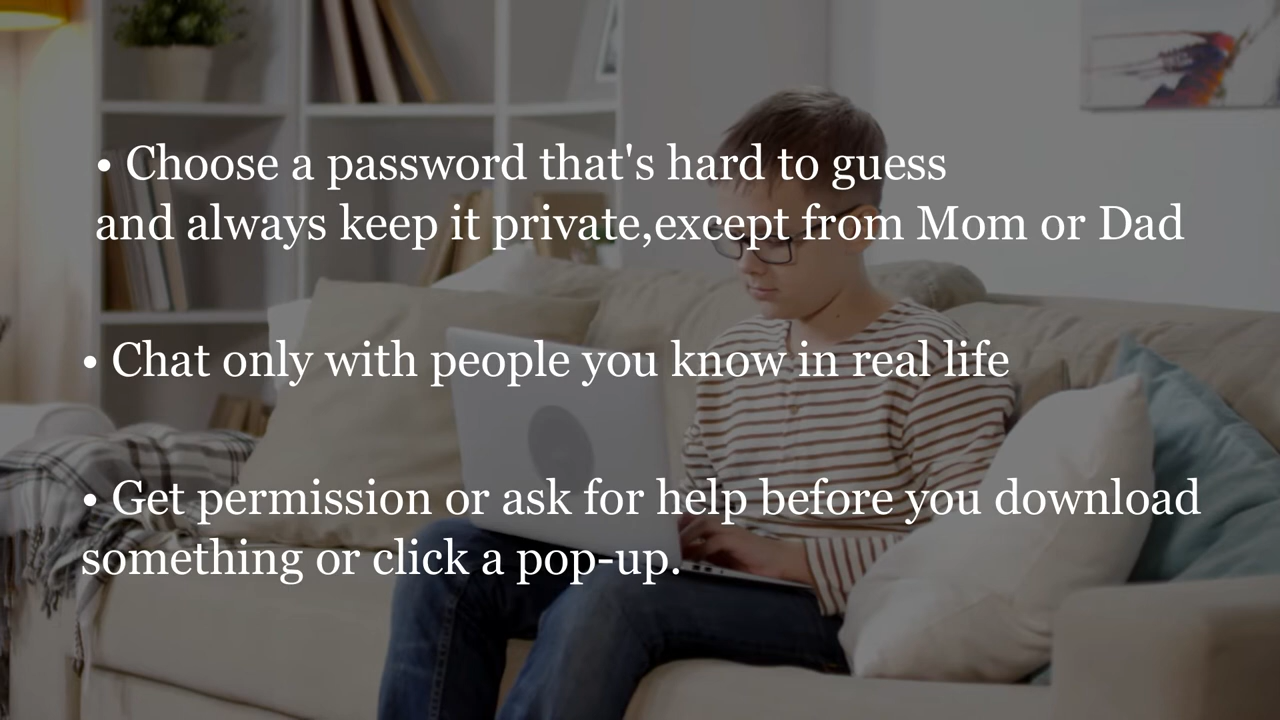 • Choose a password that's hard to guess
and always keep it private,except from Mom or Dad
• Chat only with people you know in real life
• Get permission or ask for help before you download
something or click a pop-up.